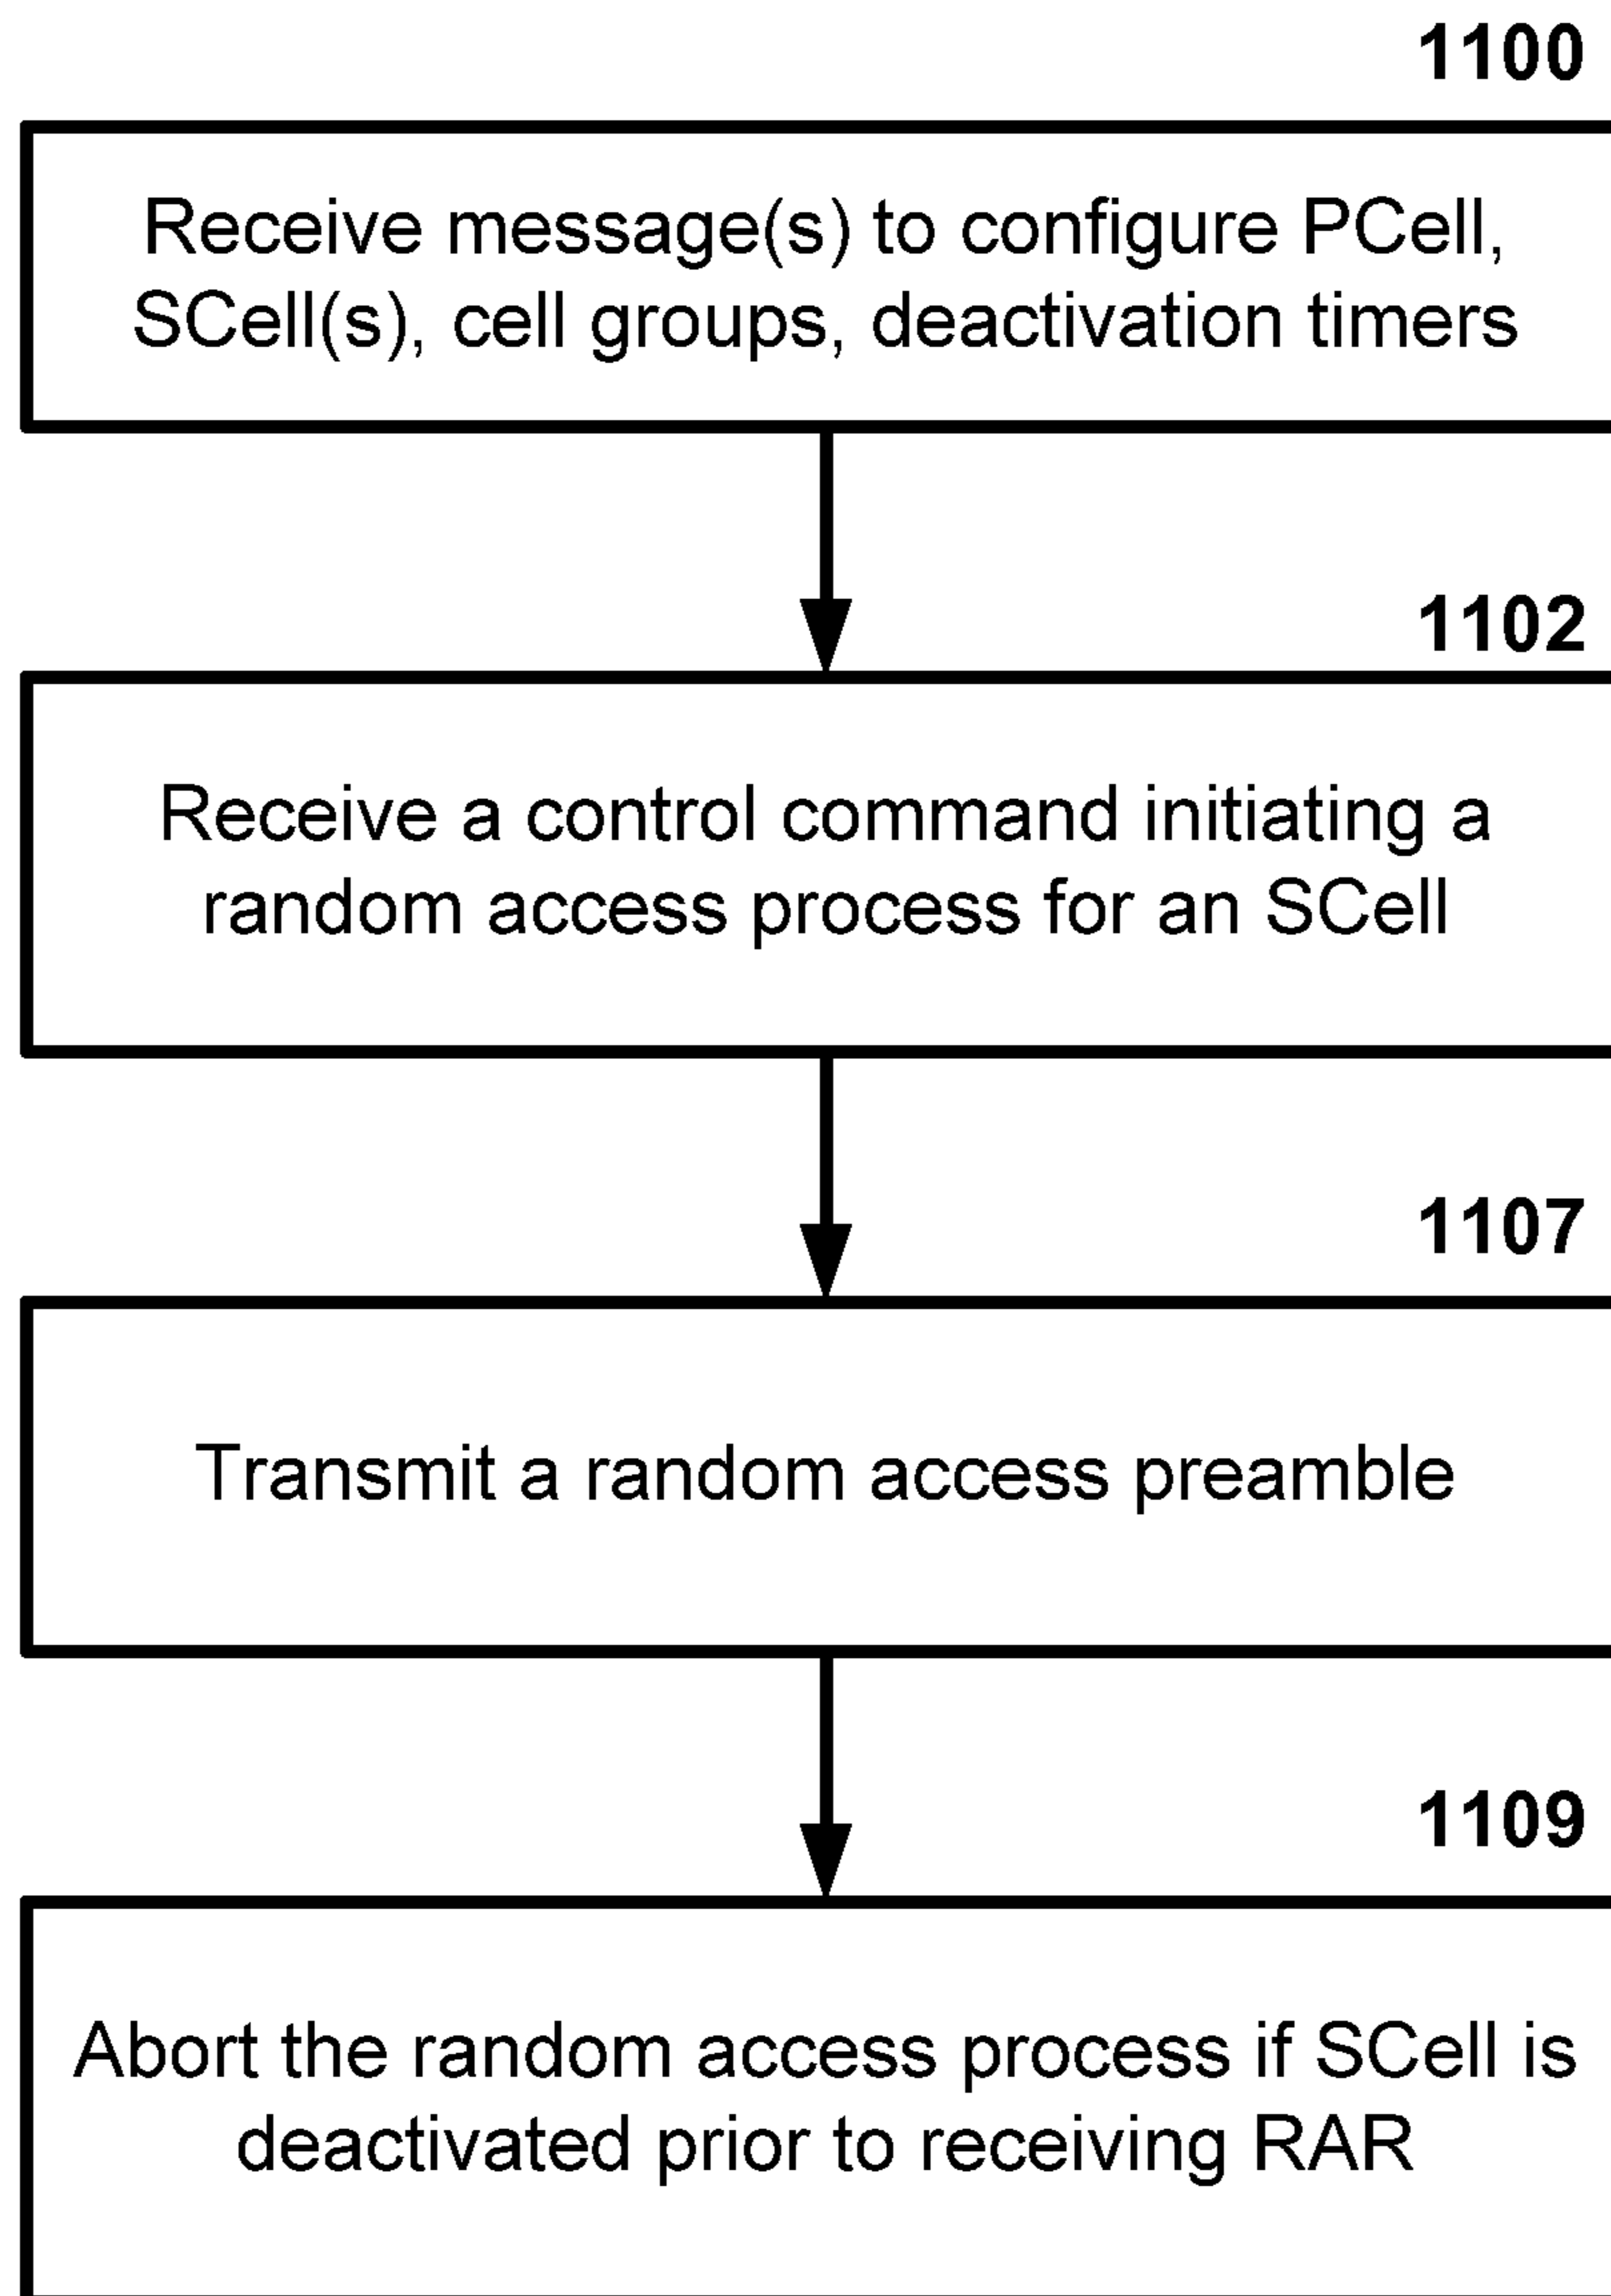 1100
Receive message(s) to configure PCell,
SCell(s), cell groups, deactivation timers
1102
Receive a control command initiating a
random access process for an SCell
1107
Transmit a random access preamble
1109
Abort the random access process if SCell is
deactivated prior to receiving RAR